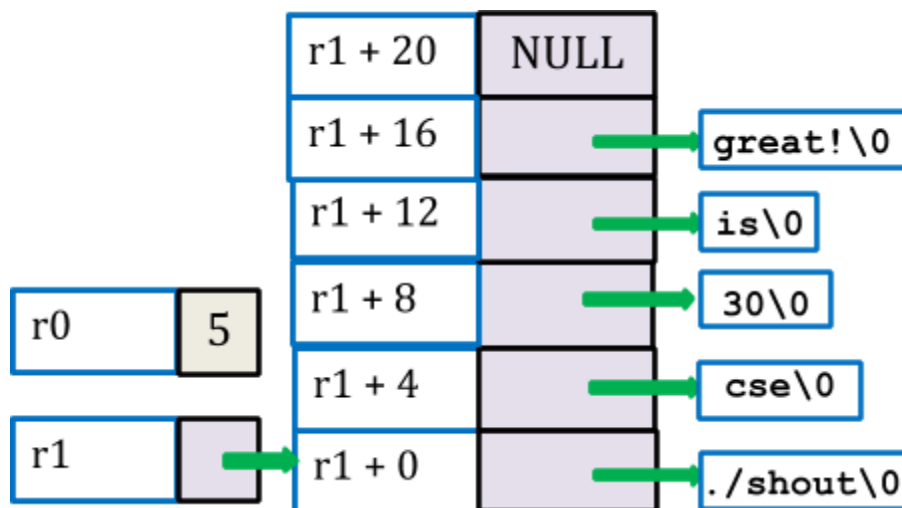 r1 + 20 NULL
r1 + 16 great!\0
r1 + 12 is\0
r1 + 8 30\0
r0 5
r1 + 4 cse\0
r1
r1 + 0 ./shout\0